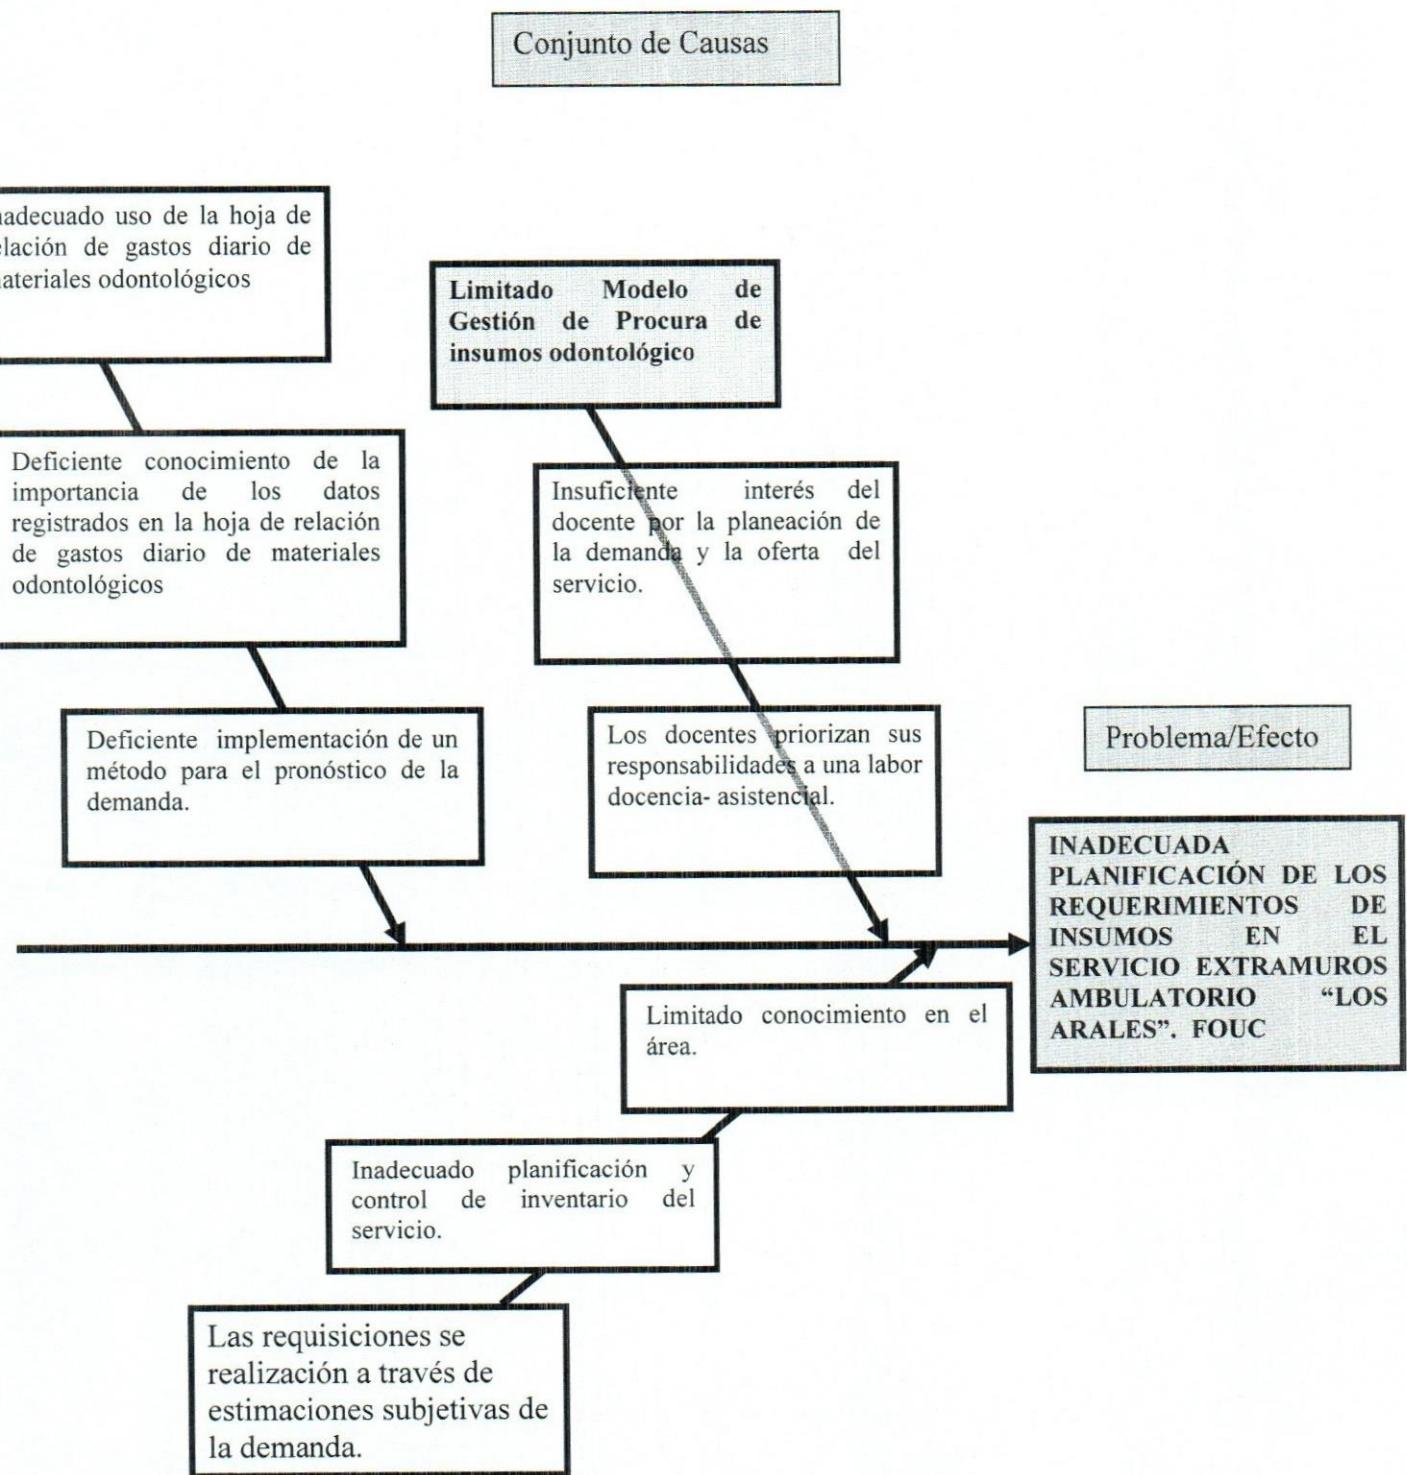 Conjunto de Causas
nadecuado uso de la hoja de
elación de gastos diario de
ateriales odontológicos
Limitado Modelo de
Gestión de Procura de
insumos odontológico
Deficiente conocimiento de la
importancia de los datos
registrados en la hoja de relación
de gastos diario de materiales
odontológicos
Insuficiente interés del
docente por la planeación de
la demanda y la oferta del
servicio.
Deficiente implementación de un
método para el pronóstico de la
demanda.
Los docentes priorizan sus
responsabilidades a una labor
docencia- asistencial.
Problema/Efecto
INADECUADA
PLANIFICACIÓN DE LOS
REQUERIMIENTOS DE
INSUMOS EN EL
SERVICIO EXTRAMUROS
AMBULATORIO “LOS
ARALES”. FOUC
Limitado conocimiento en el
área.
Inadecuado planificación y
control de inventario del
servicio.
Las requisiciones se
realización a través de
estimaciones subjetivas de
la demanda.